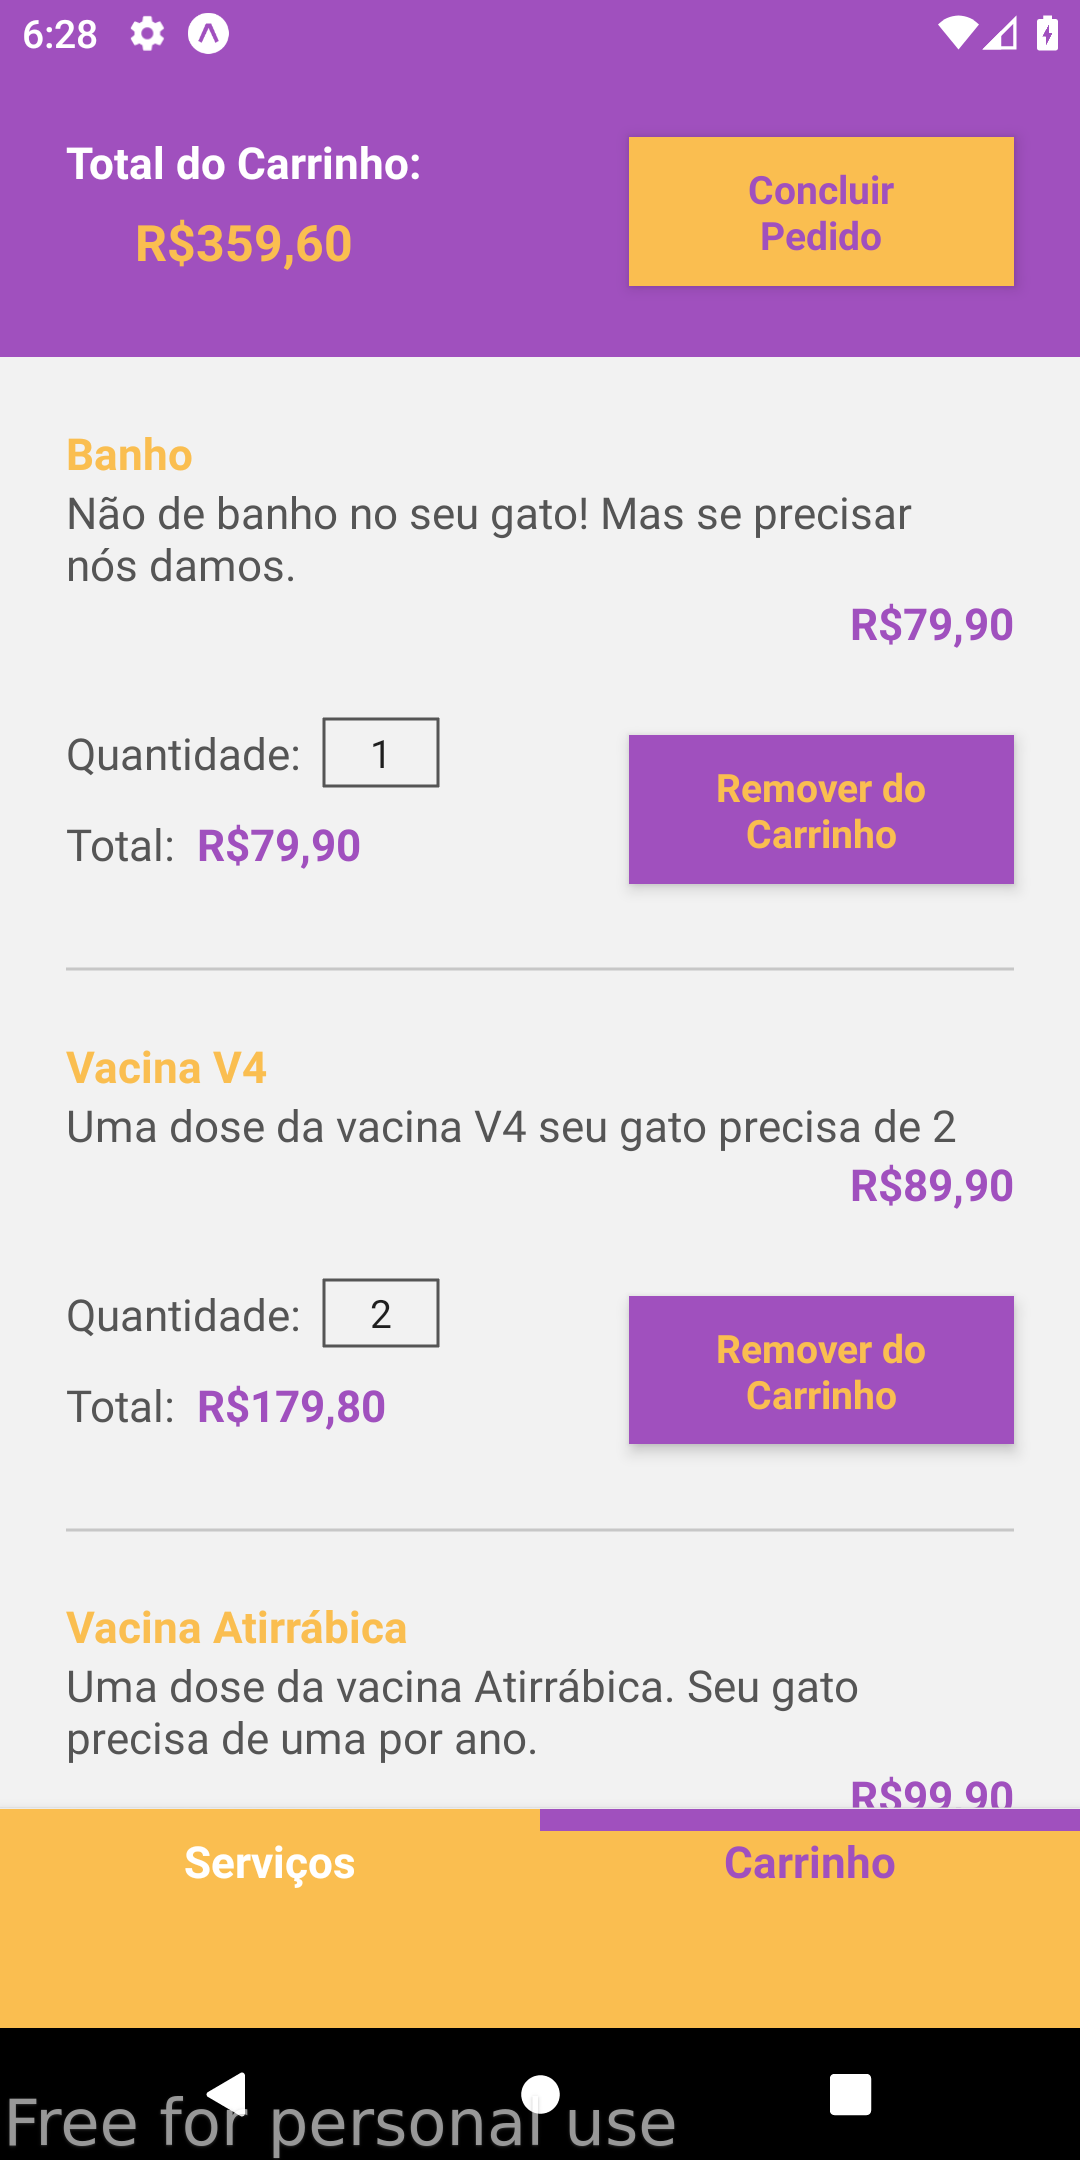 6:28
Total do Carrinho:
R$359,60
Concluir
Pedido
Banho
Não de banho no seu gato! Mas se precisar
nós damos.
R$79,90
Quantidade: 1
Total: R$79,90
Remover do
Carrinho
Vacina V4
Uma dose da vacina V4 seu gato precisa de 2
R$89,90
Quantidade: 2
Total: R$179,80
Remover do
Carrinho
Vacina Atirrábica
Uma dose da vacina Atirrábica. Seu gato
precisa de uma por ano.
R$99,90
Serviços
Carrinho
Free for personal use